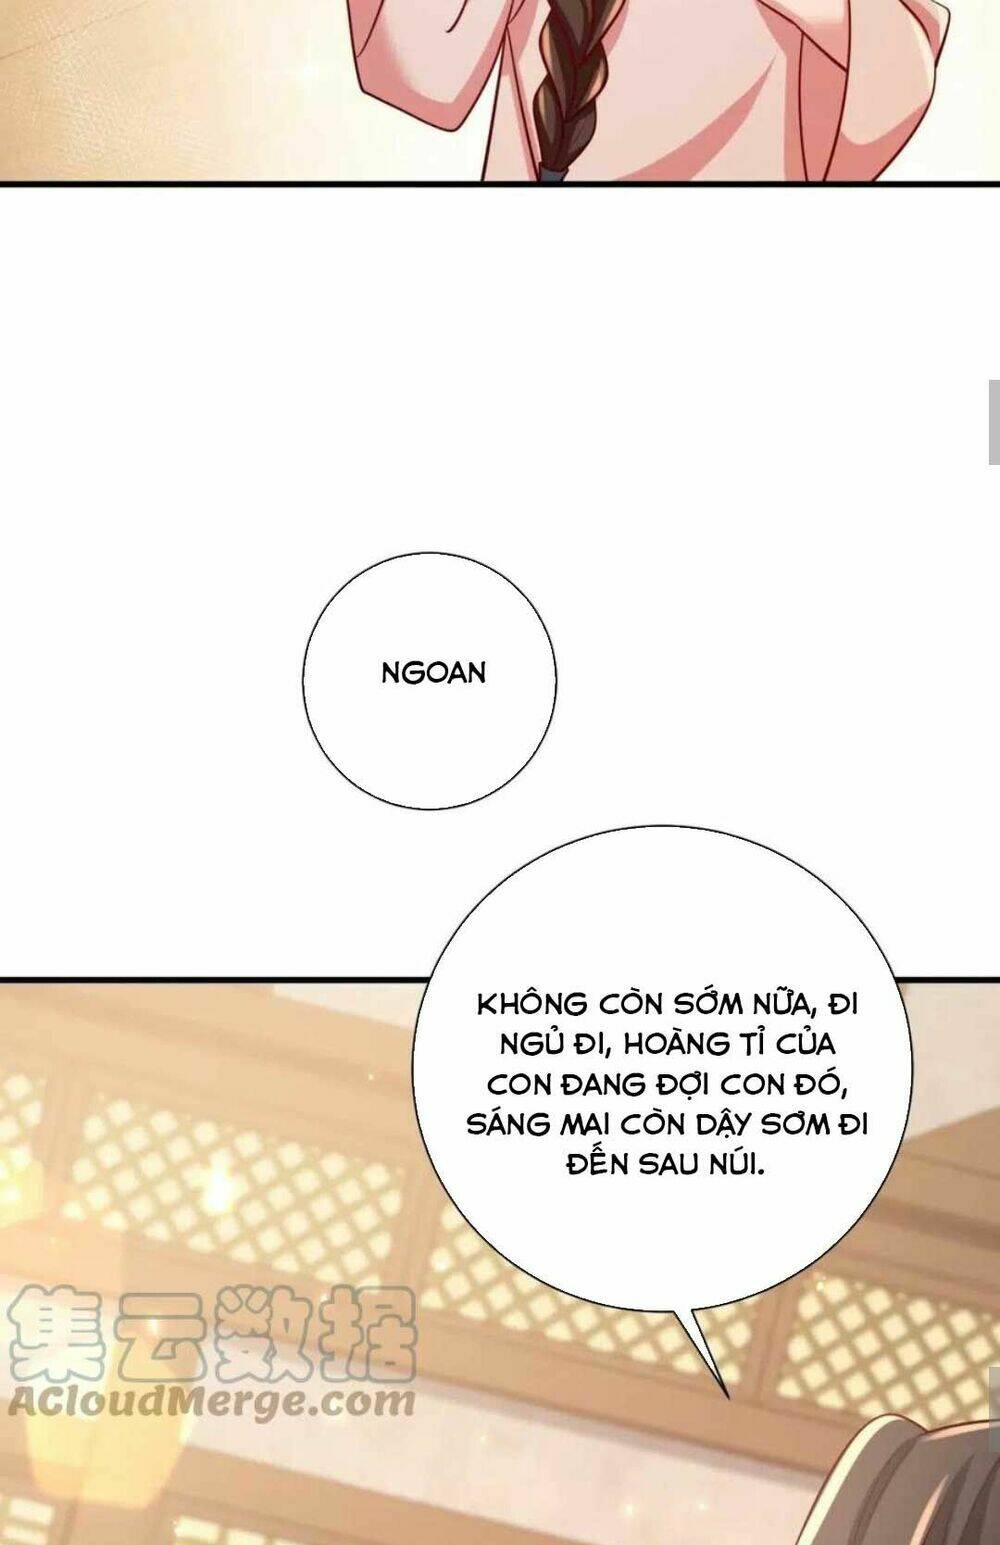 NGOAN
KHÔNG CÒN SỚM NỮA, ĐI
NGỦ ĐI, HOÀNG TỈ CỦA
CON ĐANG ĐỢI CON ĐÓ,
SÁNG MAI CÒN DẬY SƠM ĐI
ĐẾN SAU NÚI.
集云数据
AcloudMerge.com